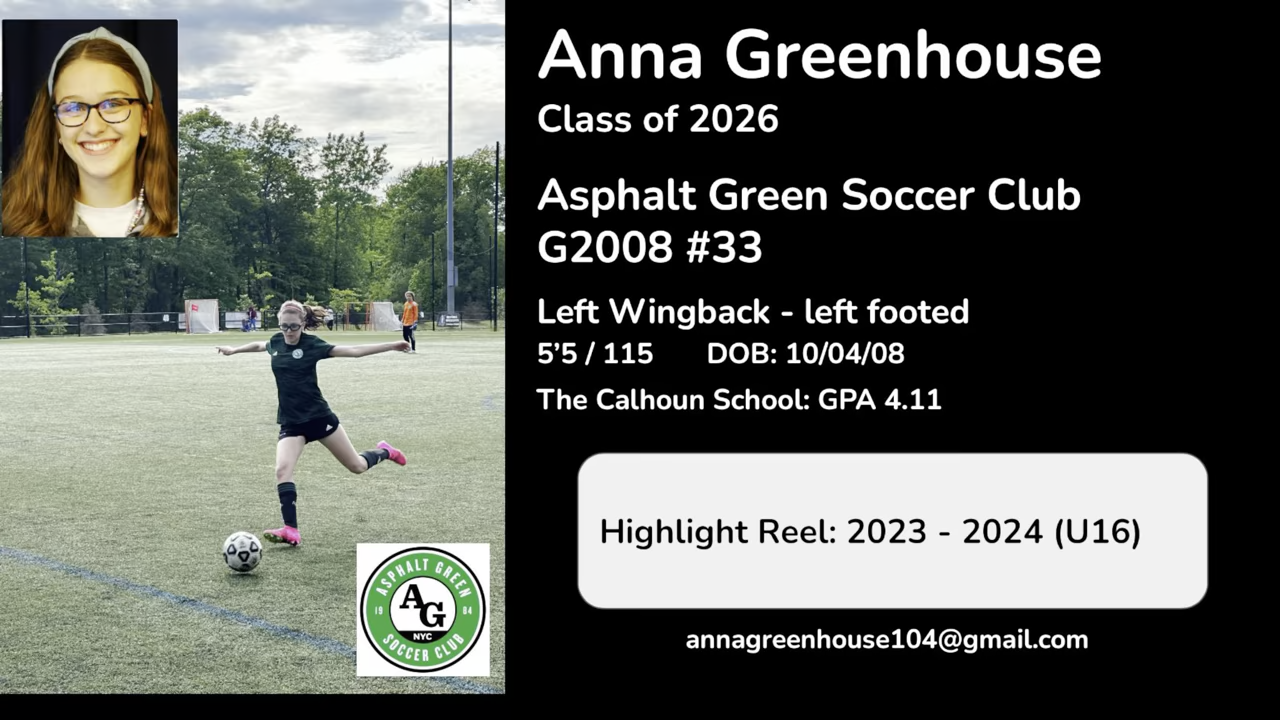 Anna Greenhouse
Class of 2026
Asphalt Green Soccer Club
G2008 #33
Left Wingback - left footed
5’5 / 115 DOB: 10/04/08
The Calhoun School: GPA 4.11
Highlight Reel: 2023 - 2024 (U16)
annagreenhouse104@gmail.com
ASPHALT GREEN
19 AG 84
NYC
SOCCER CLUB